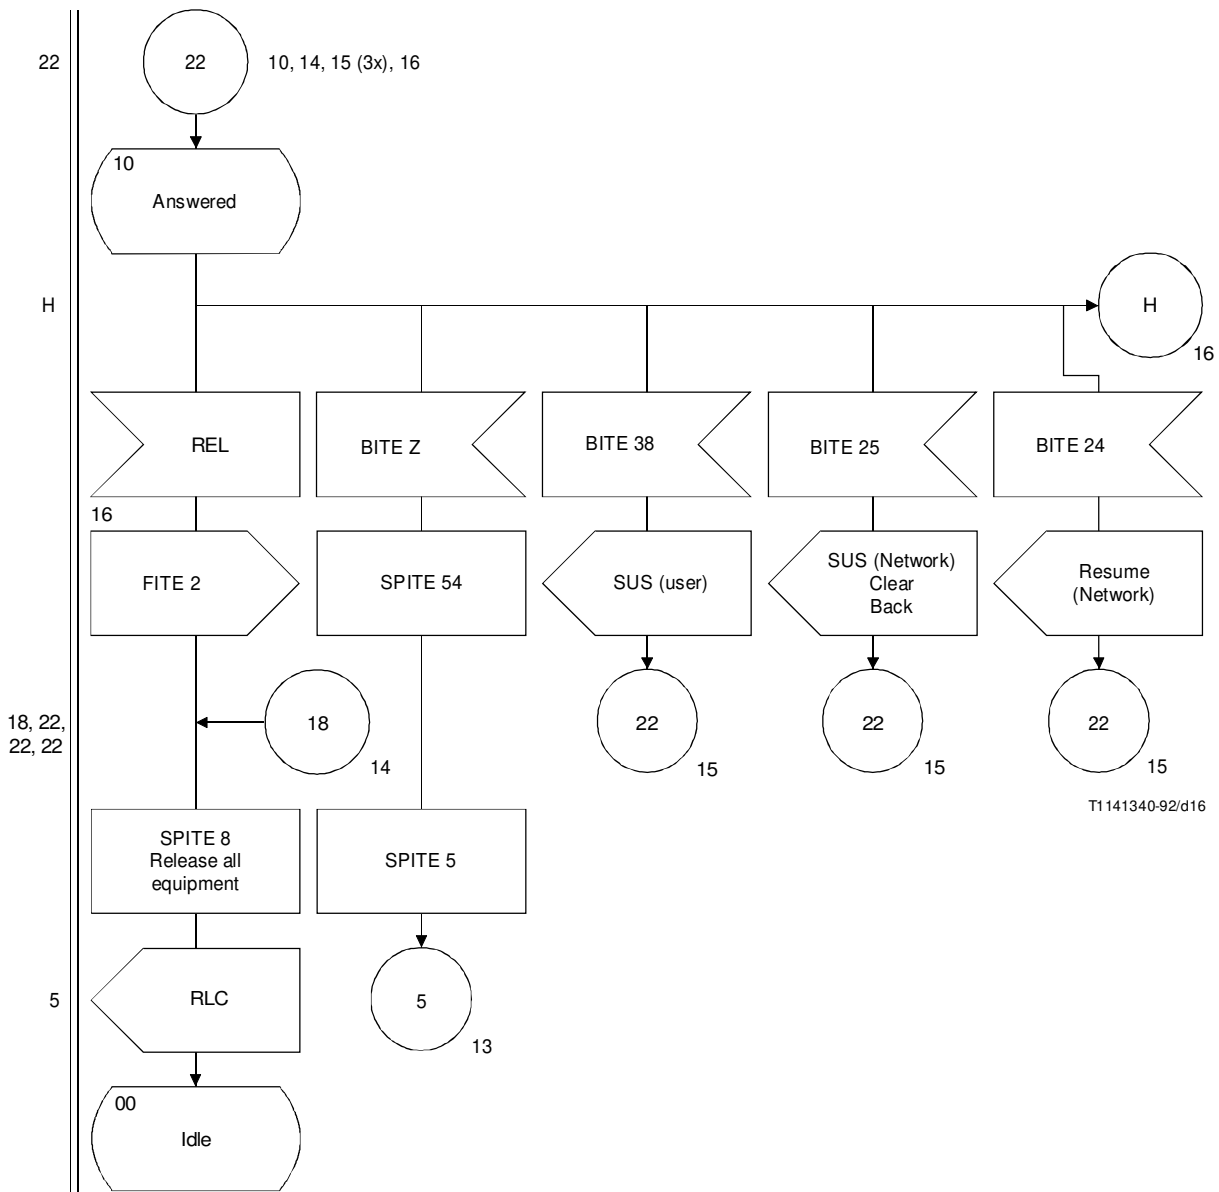 22
22
10, 14, 15 (3x), 16
10
Answered
H
H
16
REL
BITE Z
BITE 38
BITE 25
BITE 24
16
FITE 2
SPITE 54
SUS (user)
SUS (Network)
Clear
Back
Resume
(Network)
18, 22,
22, 22
18
14
22
15
22
15
22
15
T1141340-92/d16
SPITE 8
Release all
equipment
SPITE 5
5
RLC
5
13
00
Idle